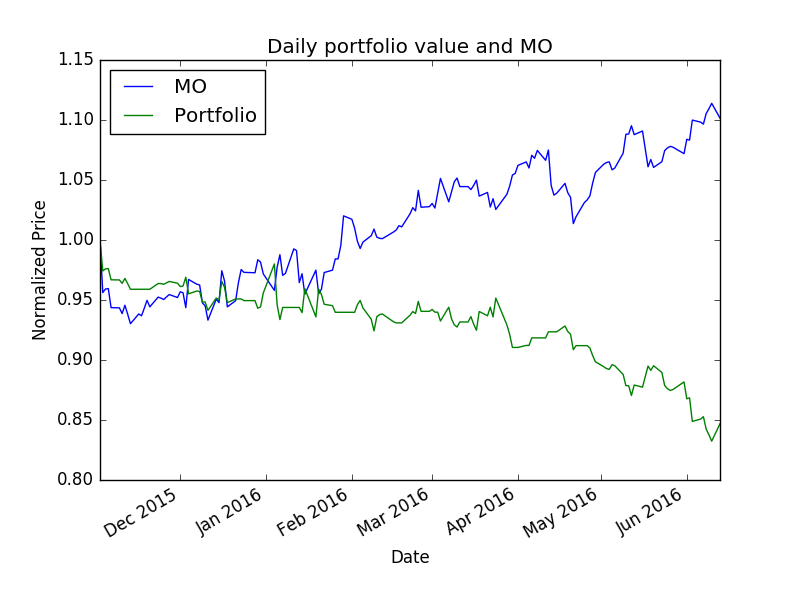 Daily portfolio value and MO
MO
Portfolio
1.15
1.10
1.05
1.00
0.95
0.90
0.85
0.80
Normalized Price
Dec 2015
Jan 2016
Feb 2016
Mar 2016
Apr 2016
May 2016
Jun 2016
Date